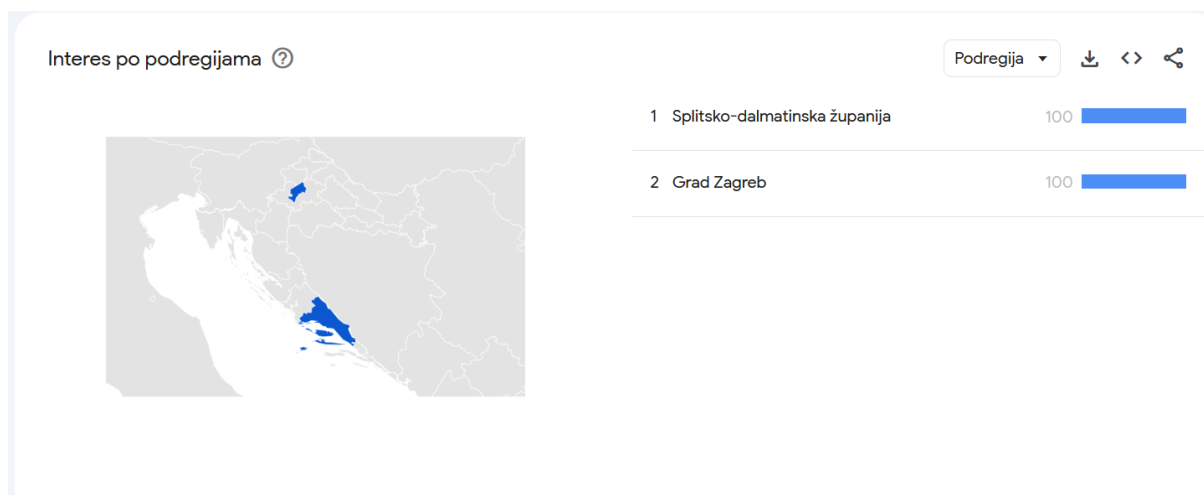 Interes po podregijama
Podregija
1 Splitsko-dalmatinska županija 100
2 Grad Zagreb 100